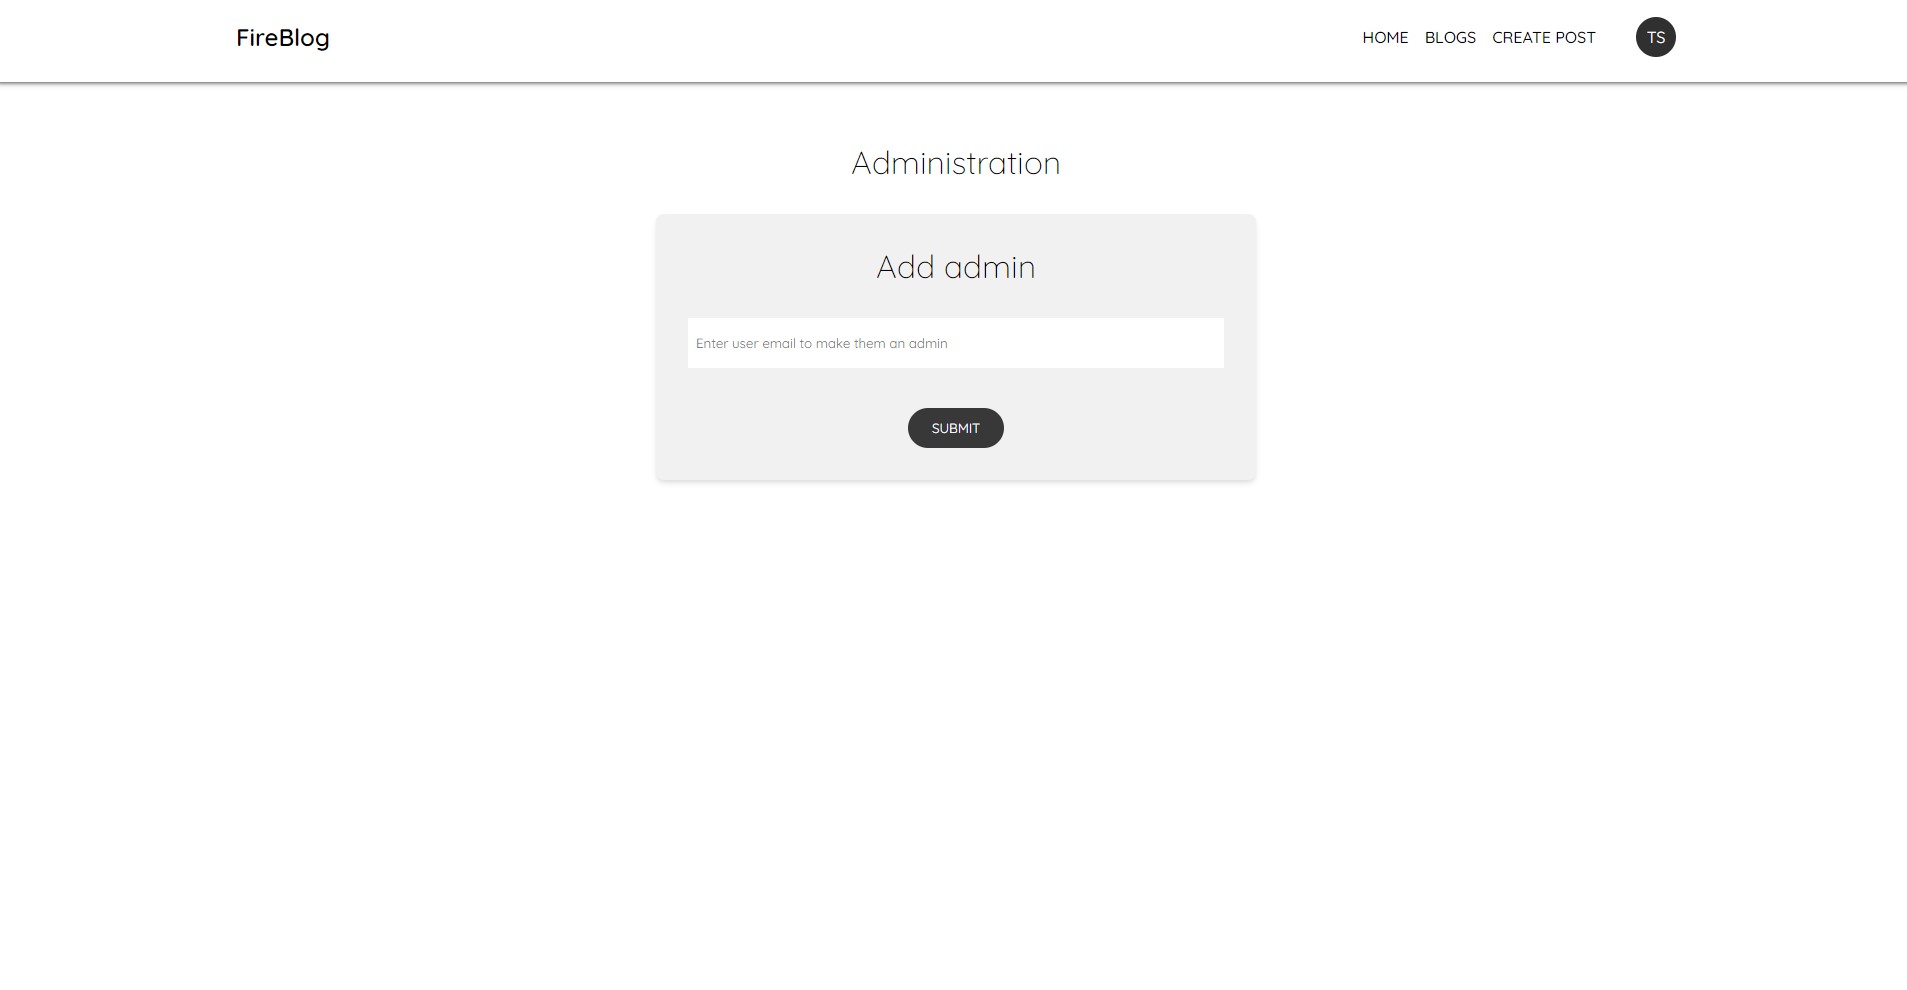 FireBlog
HOME BLOGS CREATE POST TS
Administration
Add admin
Enter user email to make them an admin
SUBMIT